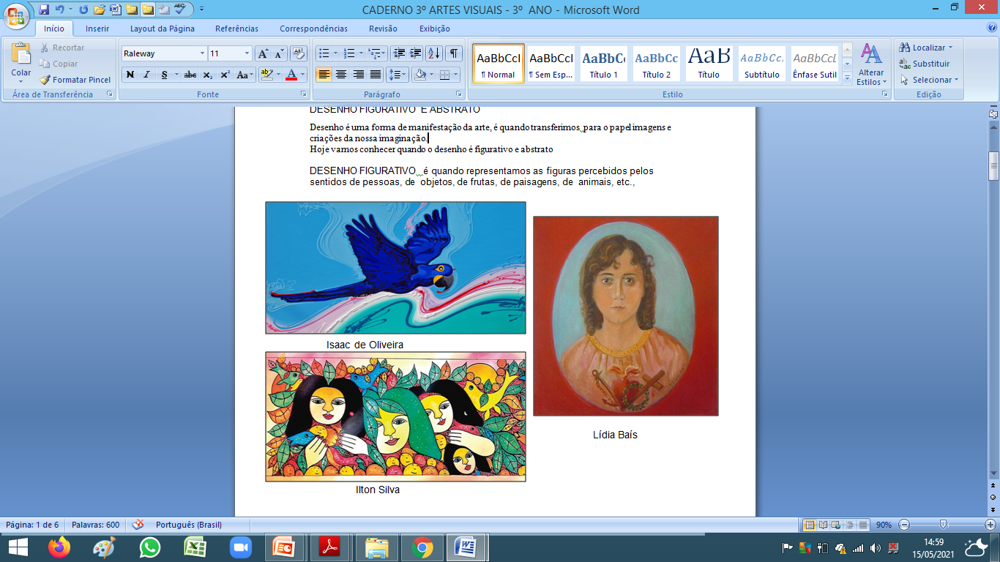 CADERNO 3º ARTES VISUAIS - 3º ANO - Microsoft Word
Início Inserir Layout da Página Referências Correspondências Revisão Exibição
Colar
Recortar
Copiar
Formatar Pincel
Área de Transferência
Raleway 11
N I S abc x₂ x² Aa
Fonte
Parágrafo
AaBbCcI AaBbCcI AaBbC AaBbCc AaB AaBbCc. AaBbCcL
¶ Normal ¶ Sem Esp... Título 1 Título 2 Título Subtítulo Ênfase Sutil
Estilo
Alterar Estilos
Localizar
Substituir
Selecionar
Edição
DESENHO FIGURATIVO E ABSTRATO
Desenho é uma forma de manifestação da arte, é quando transferimos para o papel imagens e
criações da nossa imaginação.
Hoje vamos conhecer quando o desenho é figurativo e abstrato
DESENHO FIGURATIVO é quando representamos as figuras percebidos pelos
sentidos de pessoas, de objetos, de frutas, de paisagens, de animais, etc.,
Isaac de Oliveira
Lídia Baís
Ilton Silva
Página: 1 de 6 Palavras: 600 Português (Brasil) 90%
14:59
15/05/2021